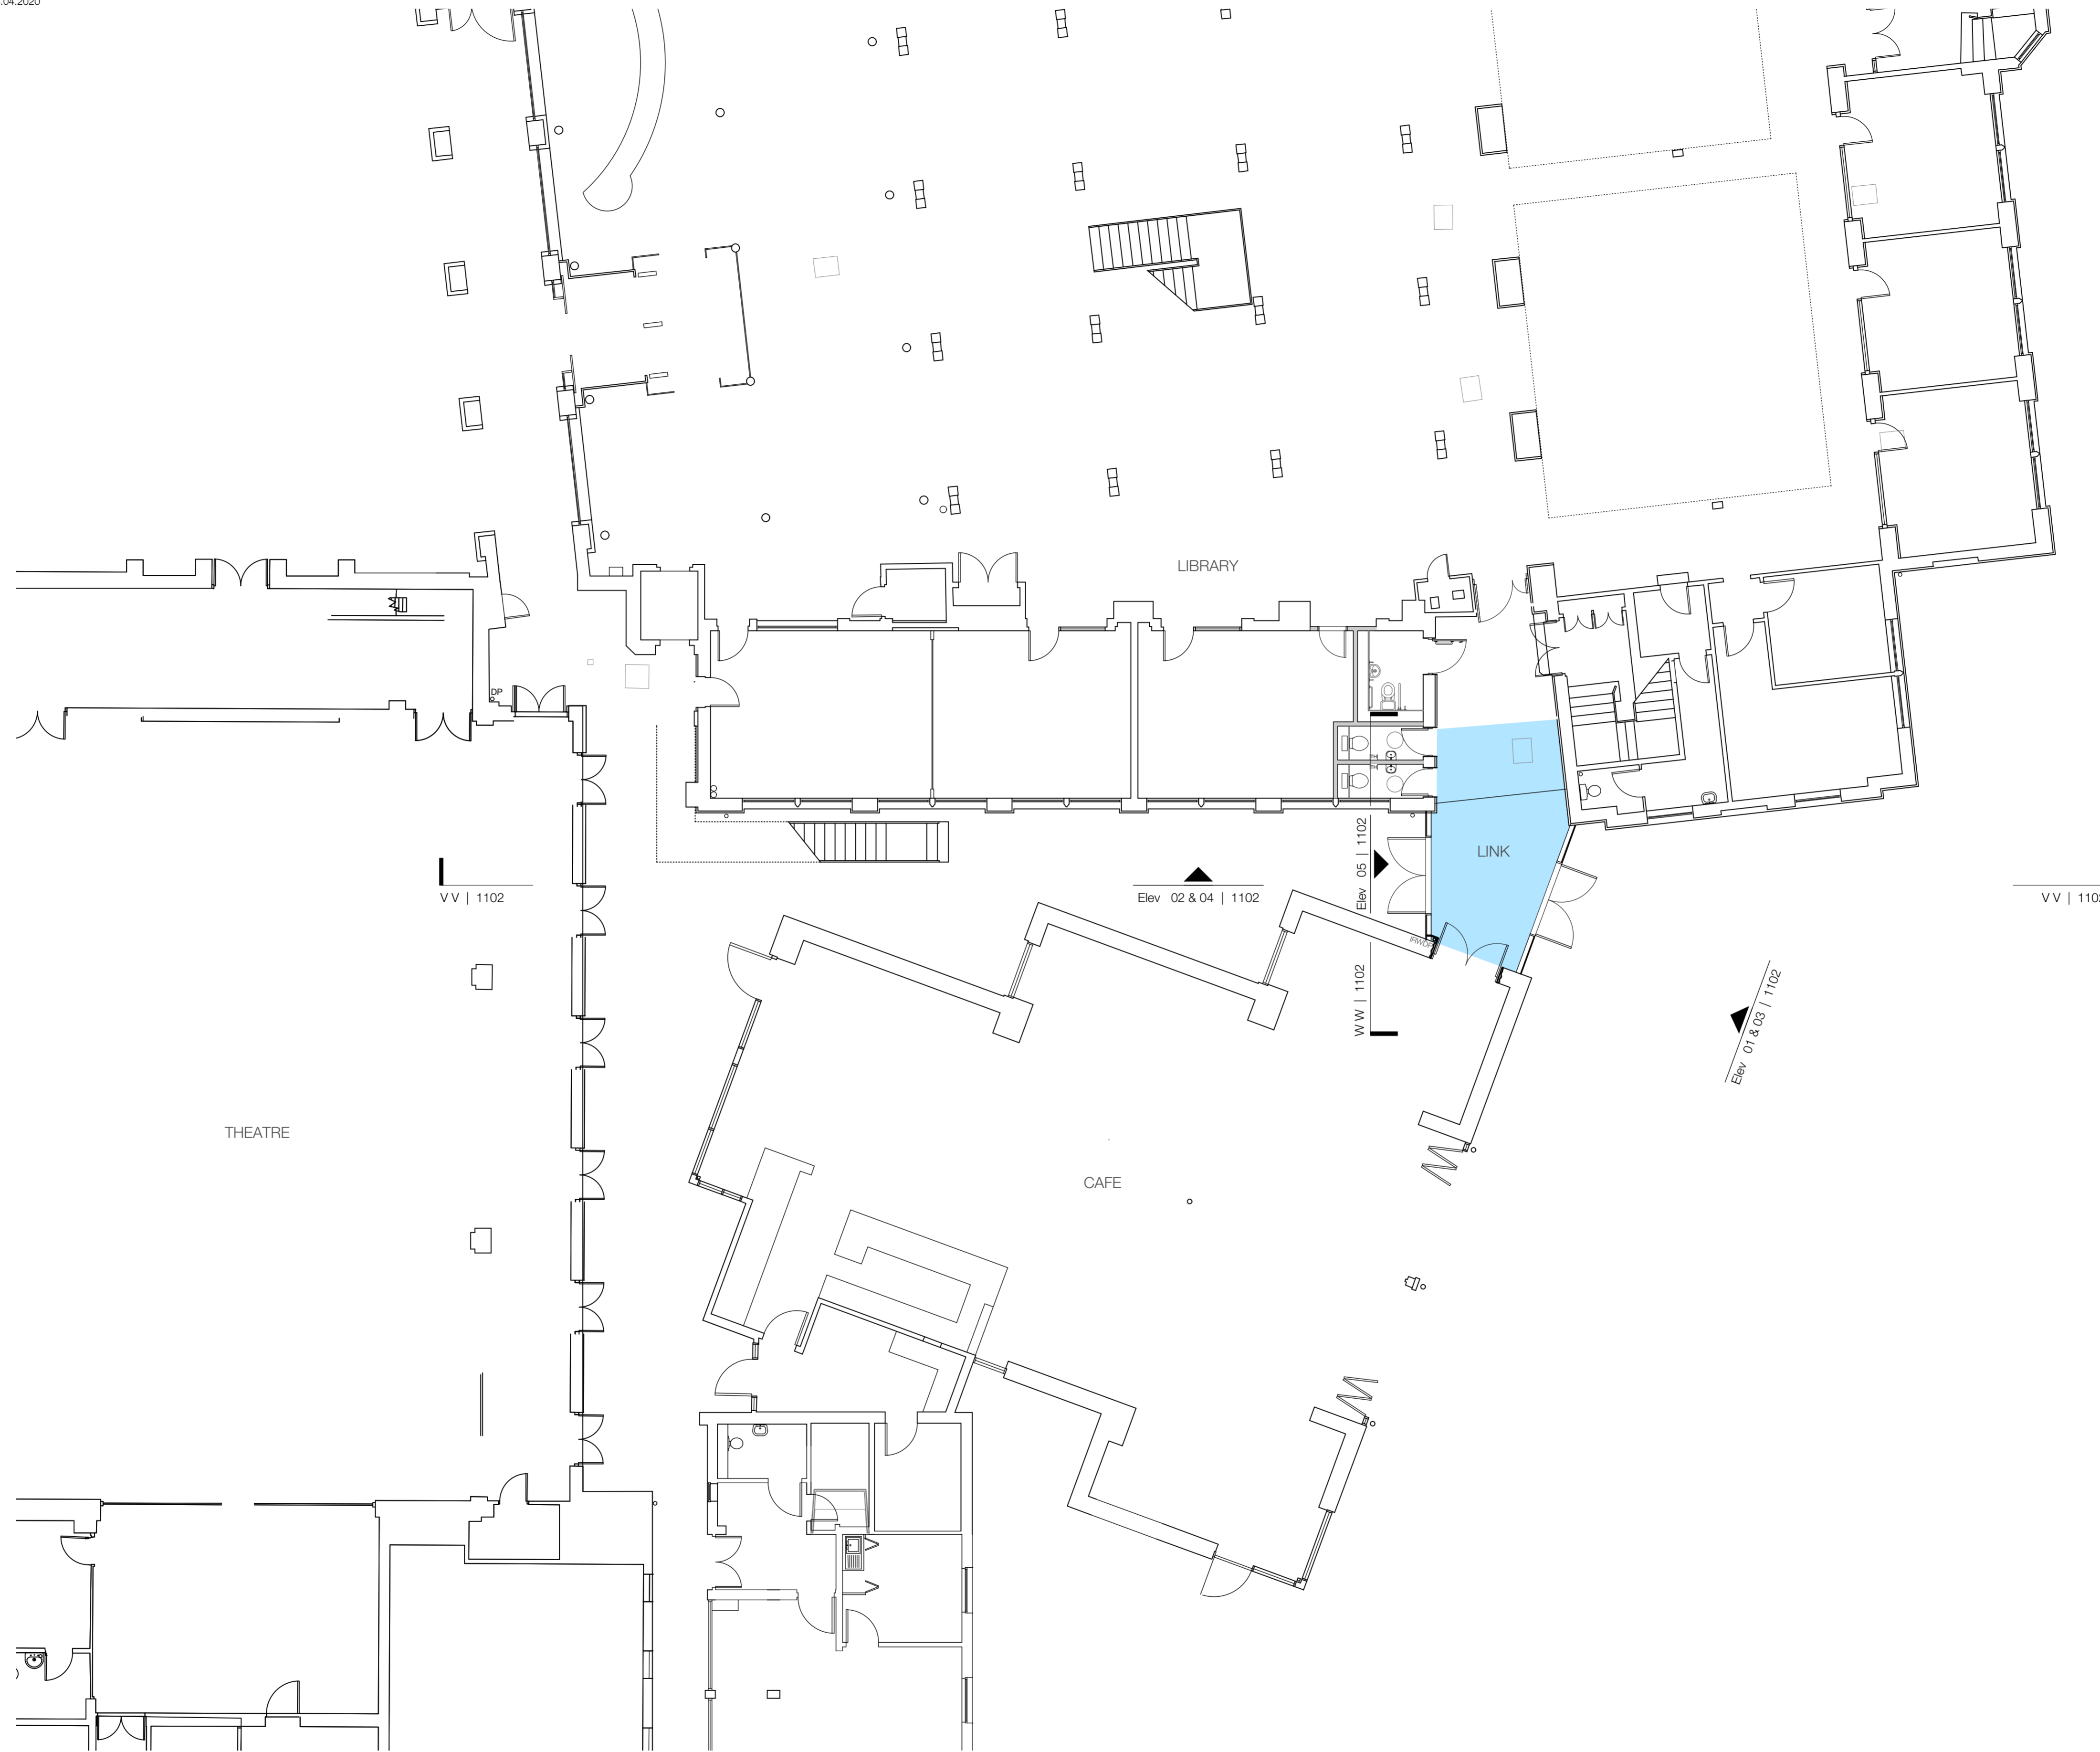 .04.2020
LIBRARY
DP
LINK
V V | 1102
Elev 02 & 04 | 1102
Elev 05 | 1102
W W | 1102
IRWDP
V V | 110
Elev 01 & 03 | 1102
THEATRE
CAFE